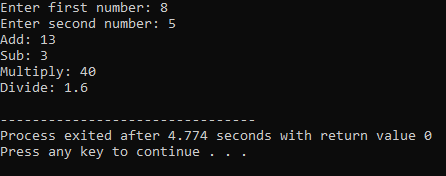 Enter first number: 8
Enter second number: 5
Add: 13
Sub: 3
Multiply: 40
Divide: 1.6
--------------------------------
Process exited after 4.774 seconds with return value 0
Press any key to continue . . .